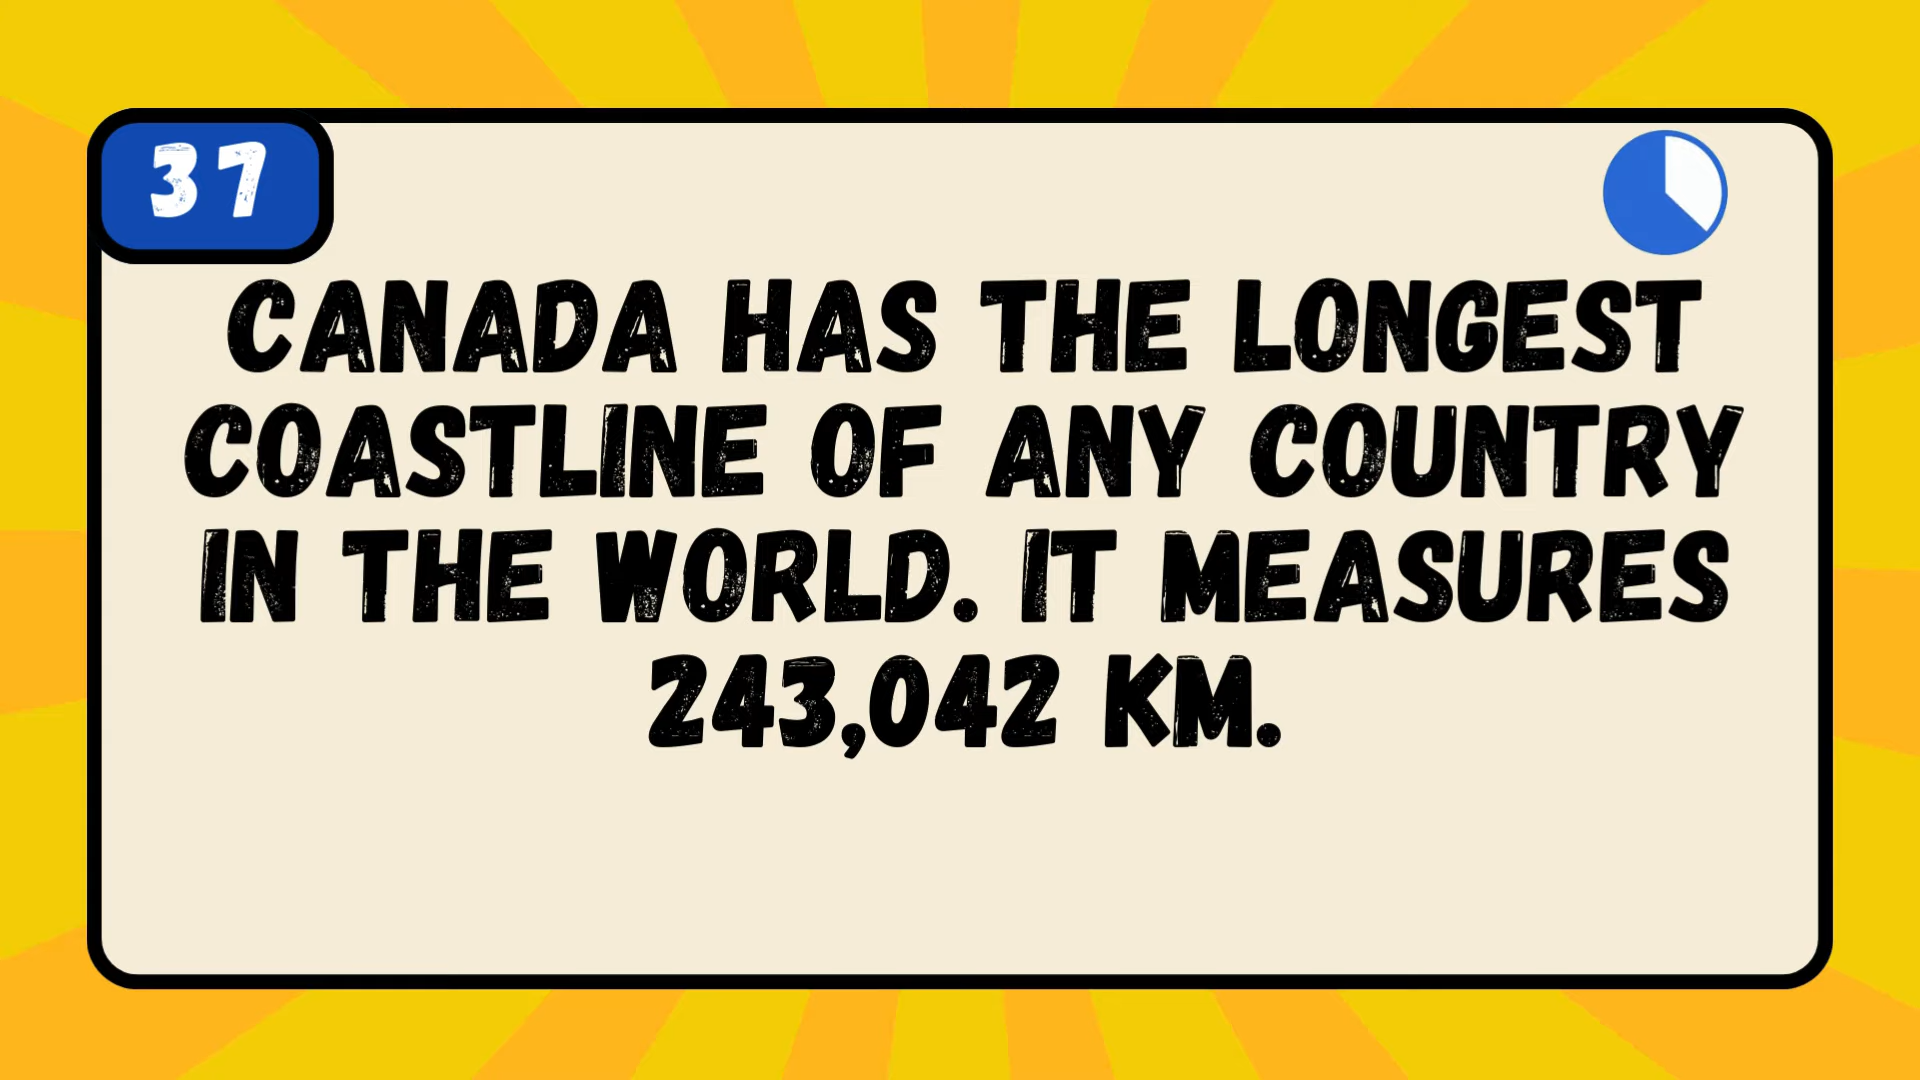 37
CANADA HAS THE LONGEST
COASTLINE OF ANY COUNTRY
IN THE WORLD. IT MEASURES
243,042 KM.